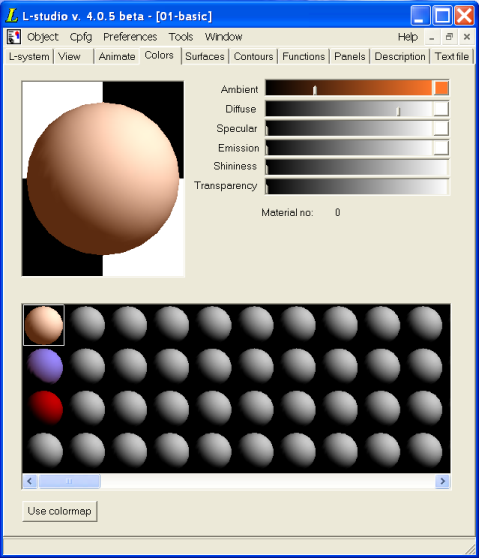 L-studio v. 4.0.5 beta - [01-basic]
Object Cpfg Preferences Tools Window Help
L-system View Animate Colors Surfaces Contours Functions Panels Description Text file
Ambient
Diffuse
Specular
Emission
Shininess
Transparency
Material no: 0
Use colormap